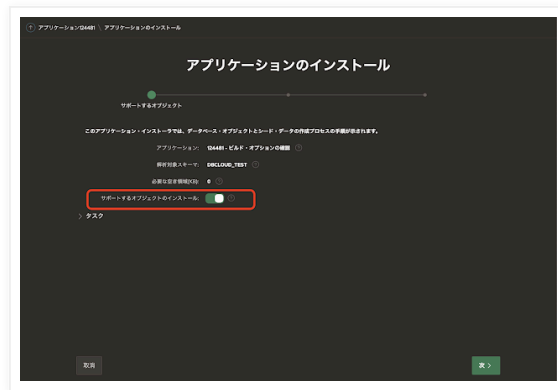 アプリケーション124481 \ アプリケーションのインストール
アプリケーションのインストール
サポートするオブジェクト
このアプリケーション・インストーラでは、データベース・オブジェクトとシード・データの作成プロセスの手順が示されます。
アプリケーション: 124481 - ビルド・オプションの確認
解析対象スキーマ: DBCLOUD_TEST
必要な空き領域(KB): 6
サポートするオブジェクトのインストール:
> タスク
取消
次 >